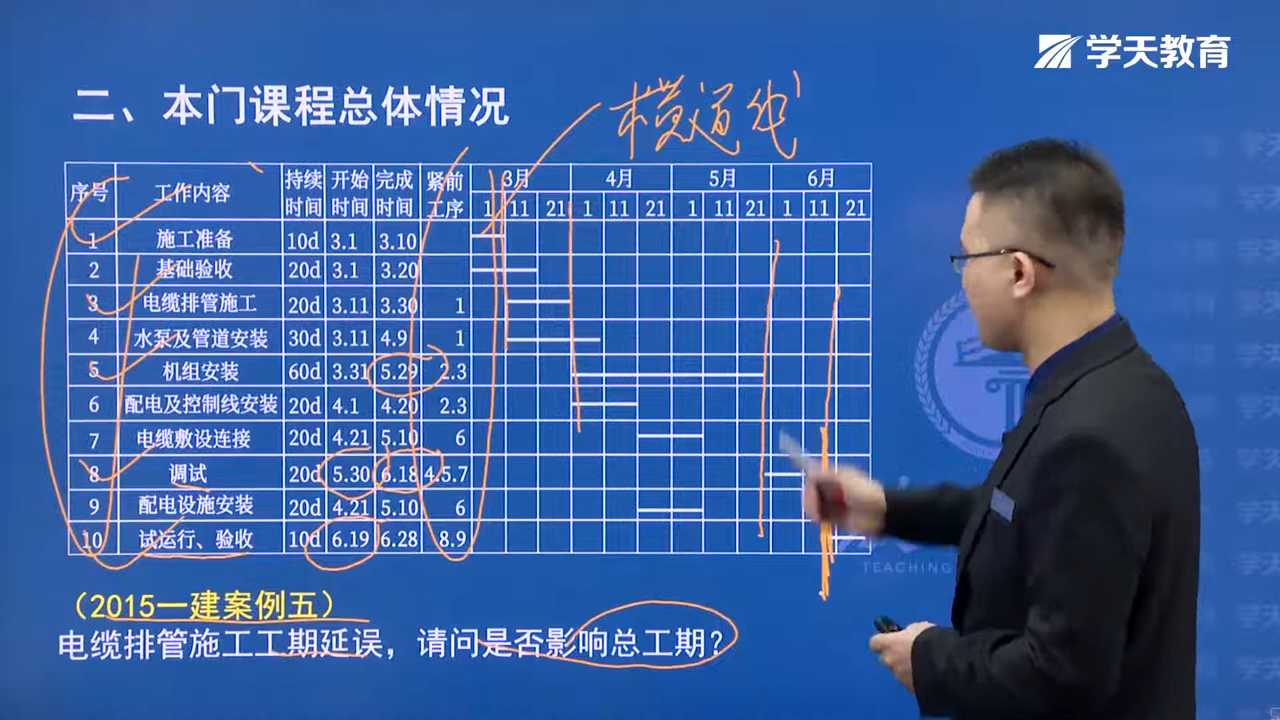 学天教育
二、本门课程总体情况
横道线
序号 工作内容 持续时间 开始时间 完成时间 紧前工序 3月 4月 5月 6月
1 11 21 1 11 21 1 11 21 1 11 21
1 施工准备 10d 3.1 3.10
2 基础验收 20d 3.1 3.20
3 电缆排管施工 20d 3.11 3.30 1
4 水泵及管道安装 30d 3.11 4.9 1
5 机组安装 60d 3.31 5.29 2.3
6 配电及控制线安装 20d 4.1 4.20 2.3
7 电缆敷设连接 20d 4.21 5.10 6
8 调试 20d 5.30 6.18 4.5.7
9 配电设施安装 20d 4.21 5.10 6
10 试运行、验收 10d 6.19 6.28 8.9
TEACHING
（2015一建案例五）
电缆排管施工工期延误，请问是否影响总工期？